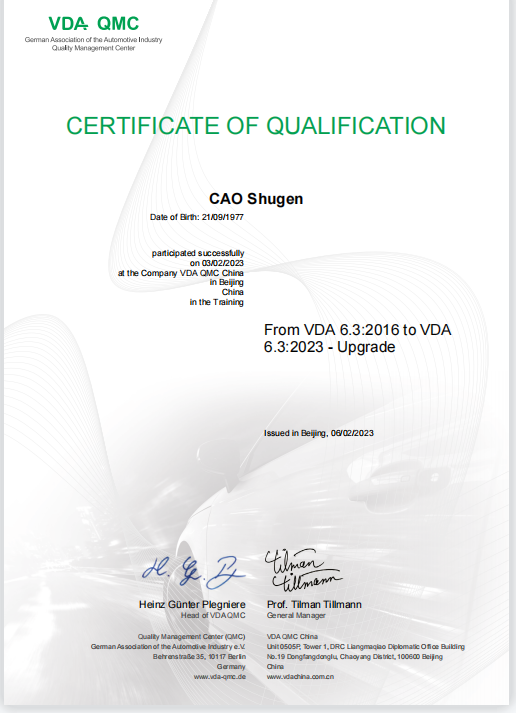 VDA QMC
German Association of the Automotive Industry
Quality Management Center
CERTIFICATE OF QUALIFICATION
CAO Shugen
Date of Birth: 21/09/1977
participated successfully
on 03/02/2023
at the Company VDA QMC China
in Beijing
China
in the Training
From VDA 6.3:2016 to VDA
6.3:2023 - Upgrade
Issued in Beijing, 06/02/2023
Tilman
Tillmann
Heinz Günter Plegniere
Head of VDA QMC
Prof. Tilman Tillmann
General Manager
Quality Management Center (QMC)
German Association of the Automotive Industry e.V.
Behrenstraße 35, 10117 Berlin
Germany
www.vda-qmc.de
VDA QMC China
Unit 0505P, Tower 1, DRC Liangmaqiao Diplomatic Office Building
No.19 Dongfangdonglu, Chaoyang District, 100600 Beijing
China
www.vdachina.com.cn